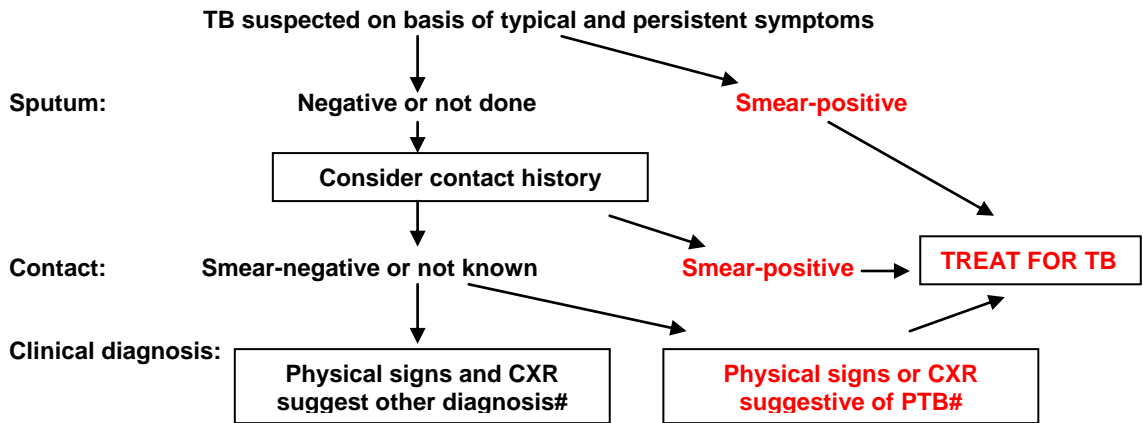 TB suspected on basis of typical and persistent symptoms
Sputum: Negative or not done Smear-positive
Consider contact history
Contact: Smear-negative or not known Smear-positive TREAT FOR TB
Clinical diagnosis:
Physical signs and CXR
suggest other diagnosis#
Physical signs or CXR
suggestive of PTB#